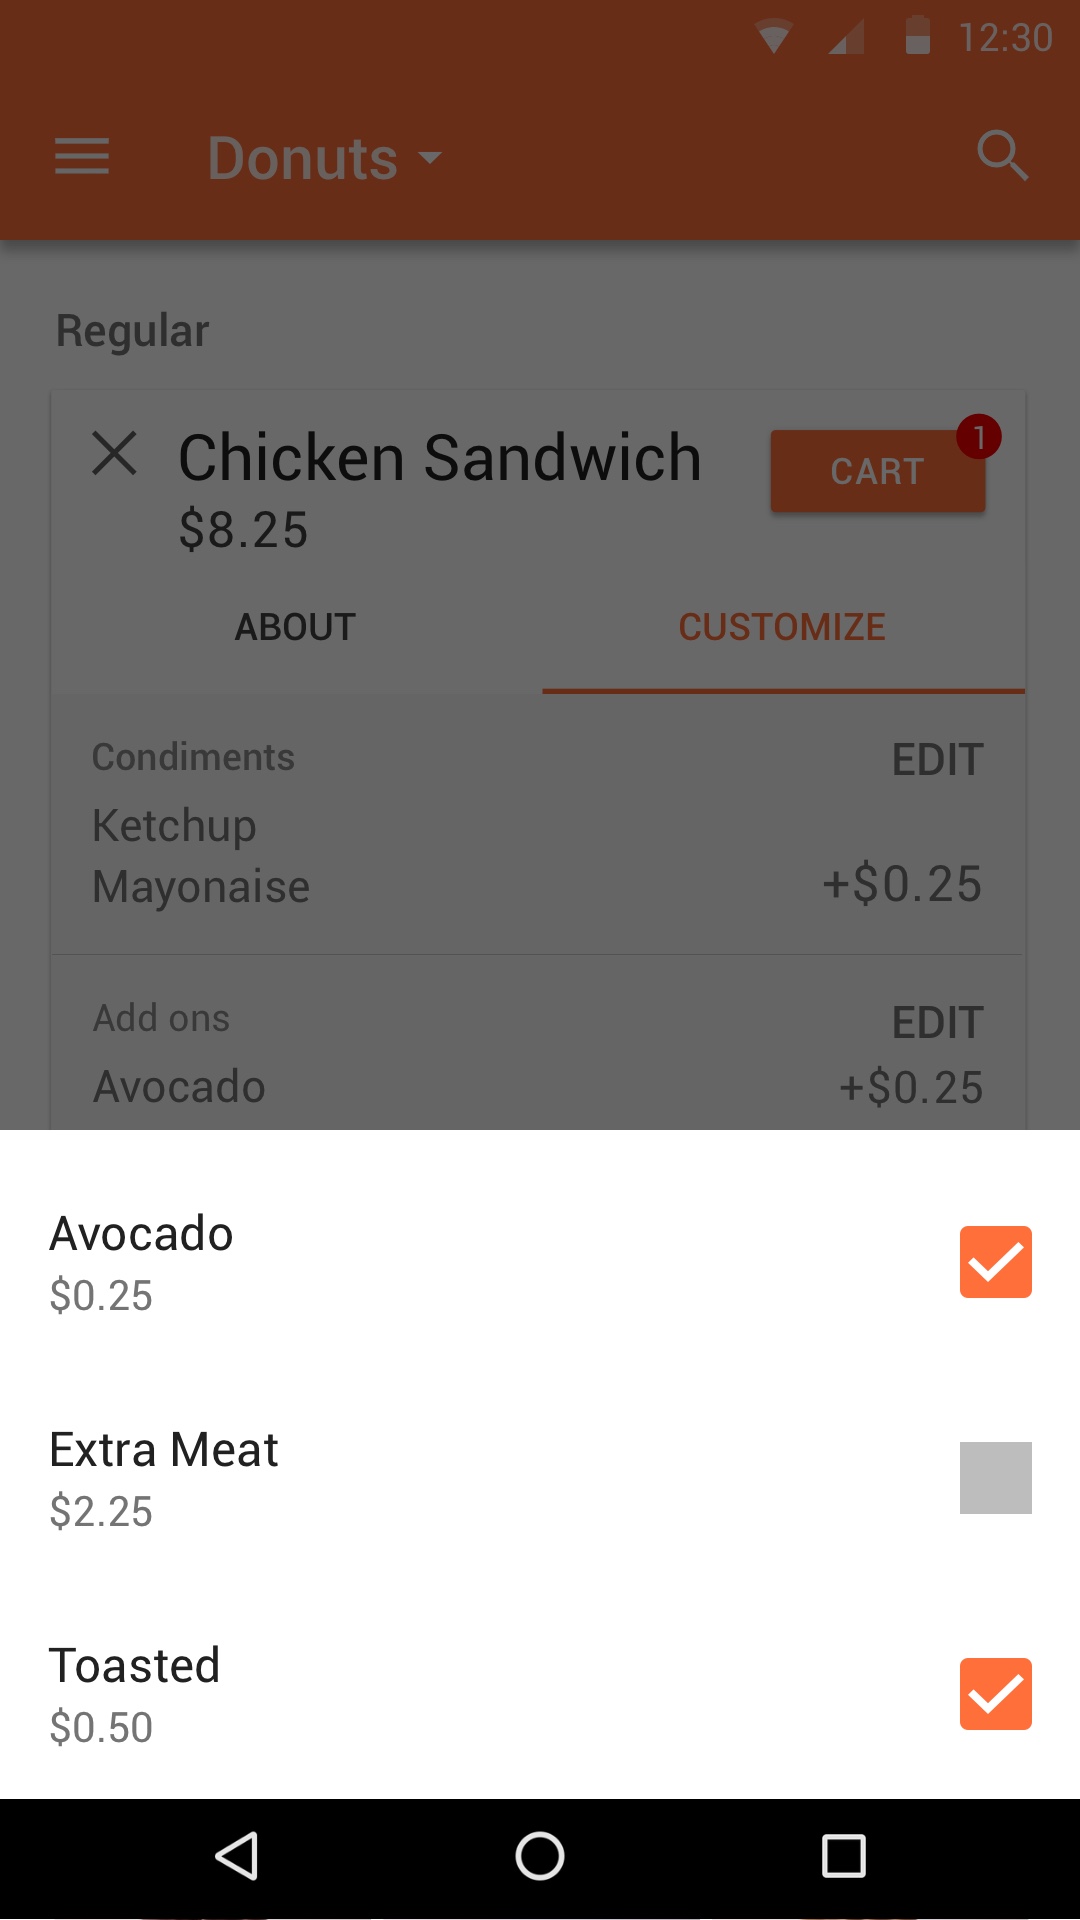 12:30
Donuts
Regular
Chicken Sandwich
1
CART
$8.25
ABOUT CUSTOMIZE
Condiments EDIT
Ketchup
Mayonaise +$0.25
Add ons EDIT
Avocado +$0.25
Avocado
$0.25
Extra Meat
$2.25
Toasted
$0.50